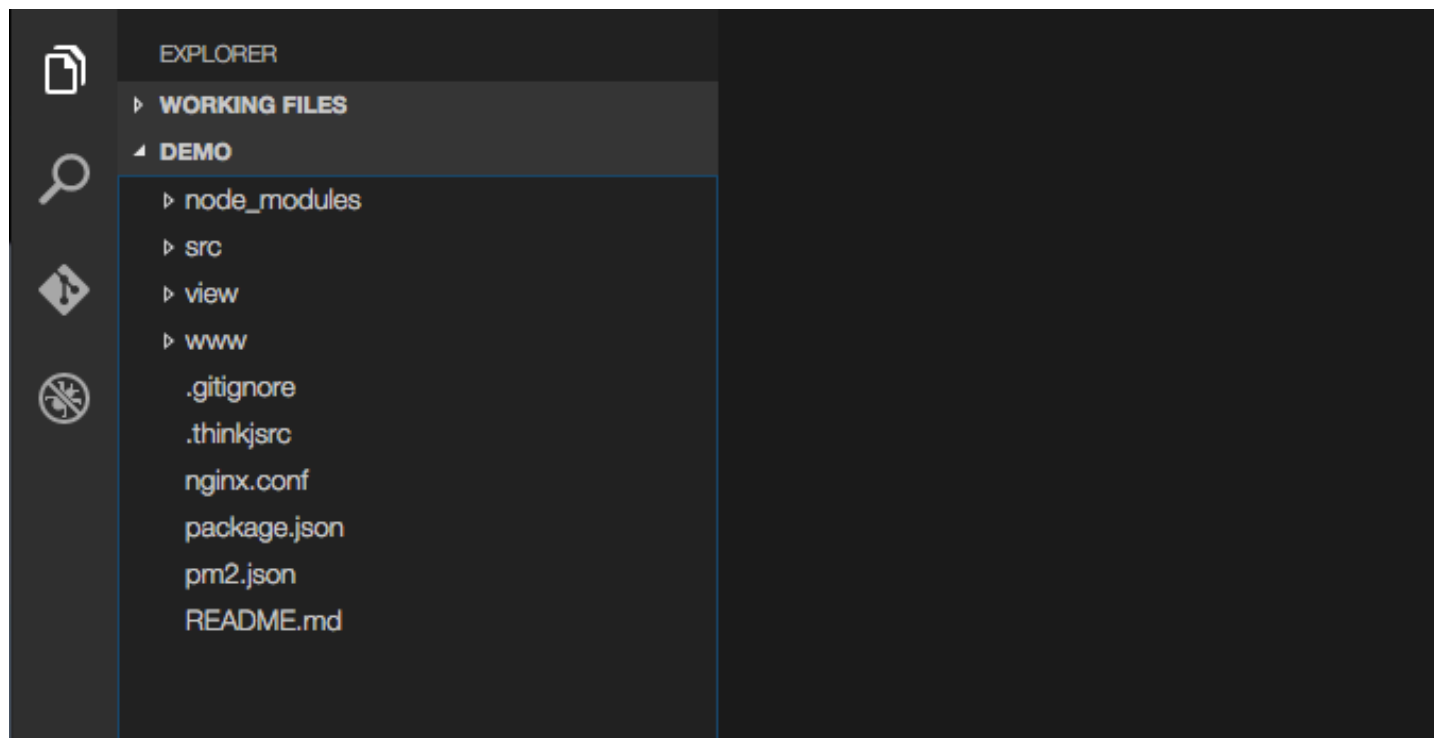 EXPLORER
WORKING FILES
DEMO
node_modules
src
view
www
.gitignore
.thinkjsrc
nginx.conf
package.json
pm2.json
README.md